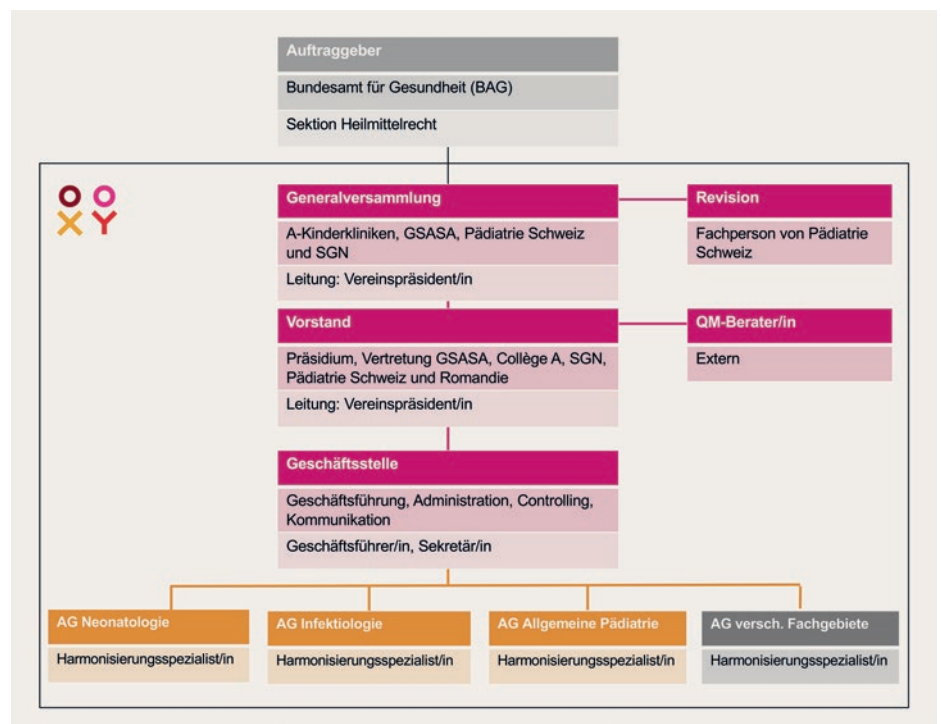 Auftraggeber
Bundesamt für Gesundheit (BAG)
Sektion Heilmittelrecht
Generalversammlung
A-Kinderkliniken, GSASA, Pädiatrie Schweiz
und SGN
Leitung: Vereinspräsident/in
Revision
Fachperson von Pädiatrie
Schweiz
Vorstand
Präsidium, Vertretung GSASA, Collège A, SGN,
Pädiatrie Schweiz und Romandie
Leitung: Vereinspräsident/in
QM-Berater/in
Extern
Geschäftsstelle
Geschäftsführung, Administration, Controlling,
Kommunikation
Geschäftsführer/in, Sekretär/in
AG Neonatologie
Harmonisierungsspezialist/in
AG Infektiologie
Harmonisierungsspezialist/in
AG Allgemeine Pädiatrie
Harmonisierungsspezialist/in
AG versch. Fachgebiete
Harmonisierungsspezialist/in